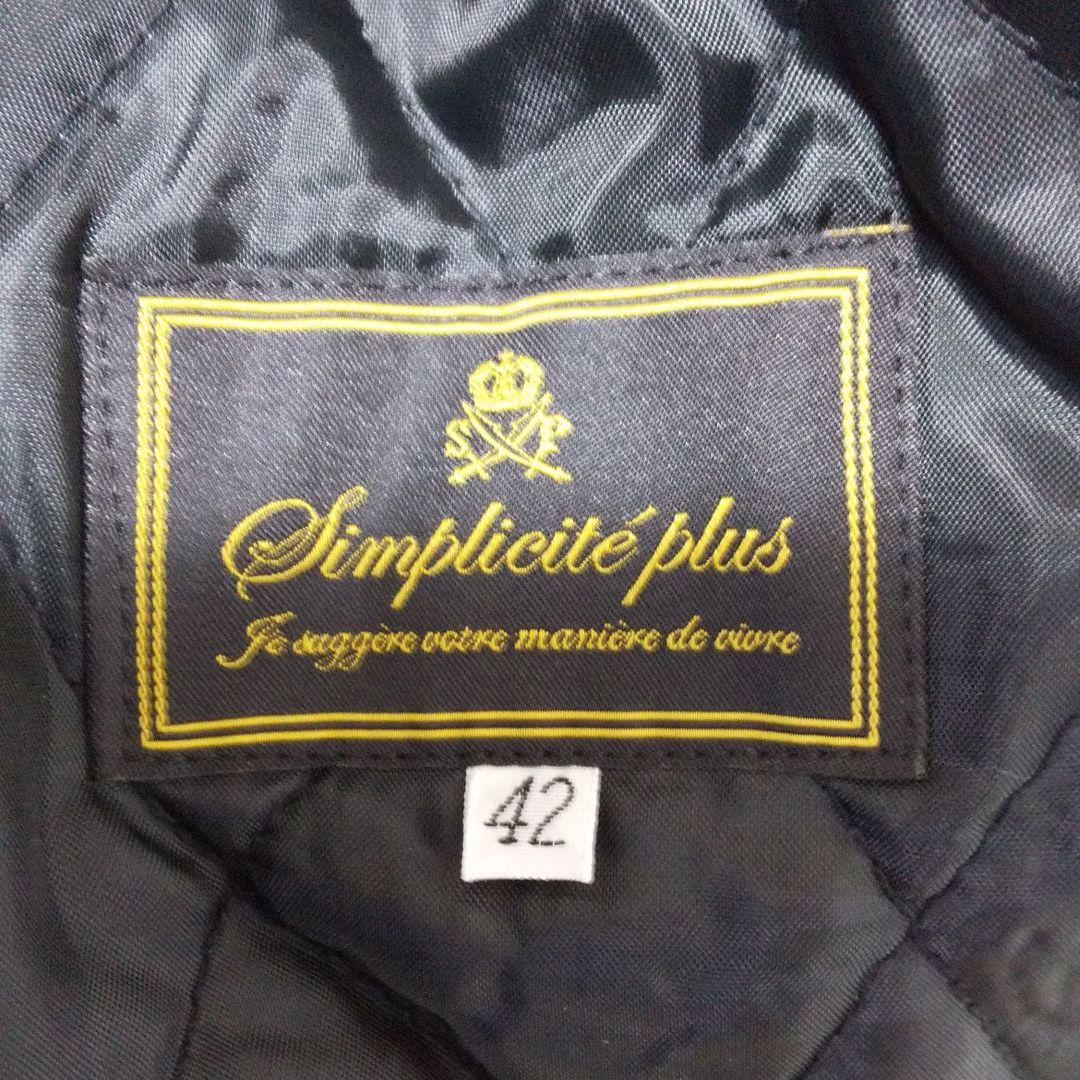 S P
Simplicité plus
Je suggère votre manière de vivre
42